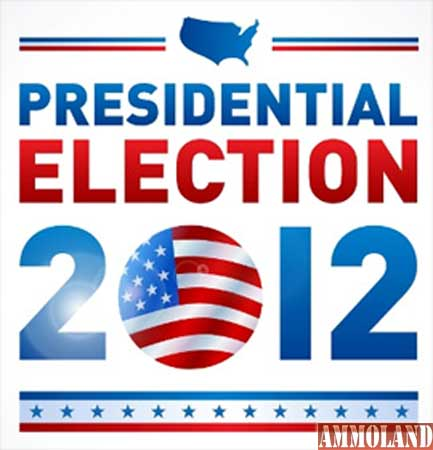 PRESIDENTIAL
ELECTION
2012
AMMOLAND